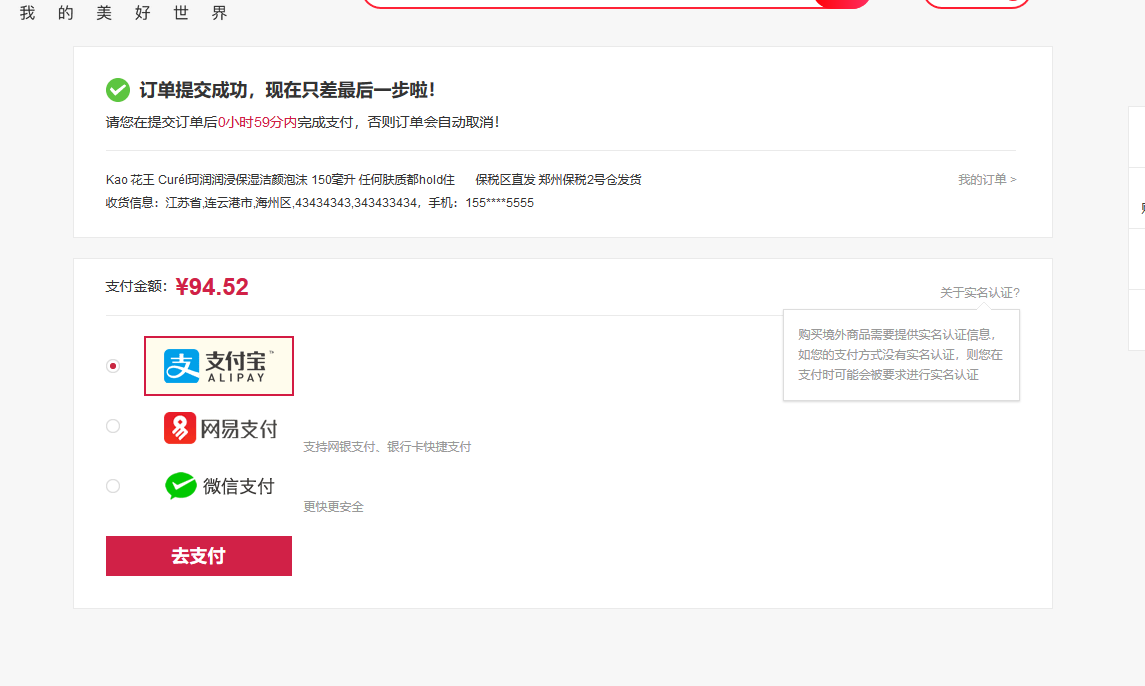 我的美好世界
订单提交成功，现在只差最后一步啦！
请您在提交订单后0小时59分内完成支付，否则订单会自动取消！
Kao 花王 Curél珂润润浸保湿洁颜泡沫 150毫升 任何肤质都hold住 保税区直发 郑州保税2号仓发货
我的订单 >
收货信息：江苏省,连云港市,海州区,43434343,343433434，手机：155****5555
支付金额：¥94.52
关于实名认证?
购买境外商品需要提供实名认证信息，
如您的支付方式没有实名认证，则您在
支付时可能会被要求进行实名认证
支付宝™
ALIPAY
网易支付
支持网银支付、银行卡快捷支付
微信支付
更快更安全
去支付